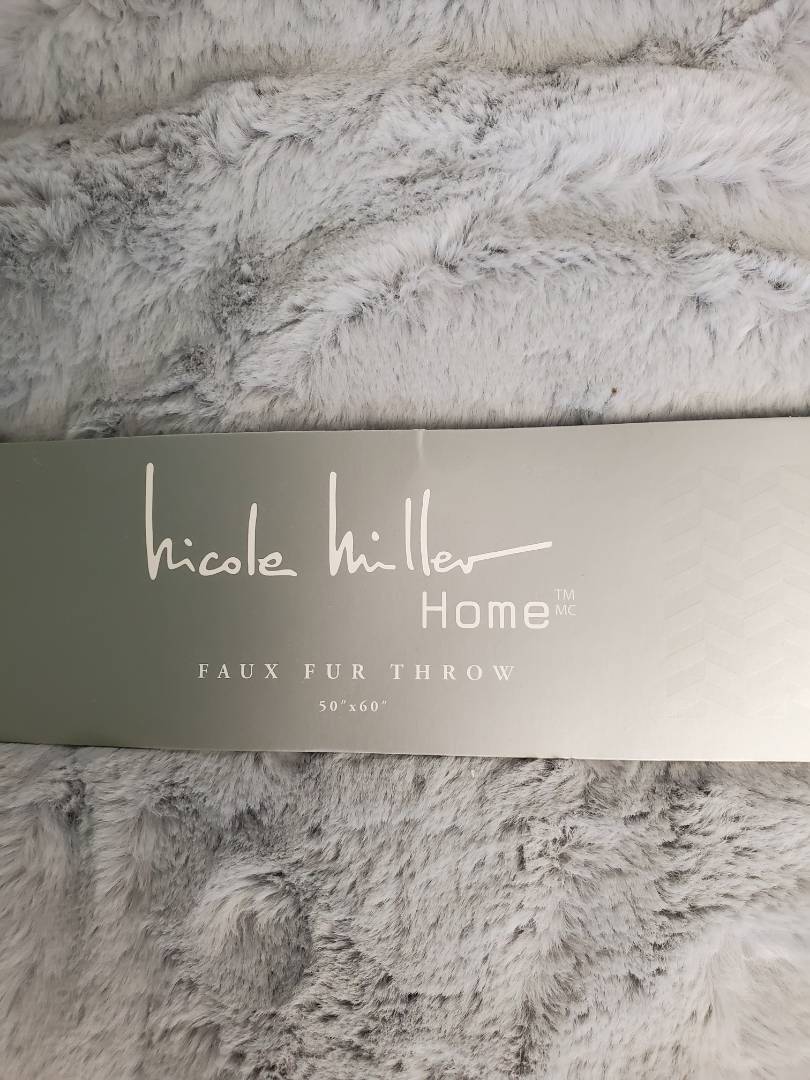 nicole miller
Home™ MC
FAUX FUR THROW
50"x60"